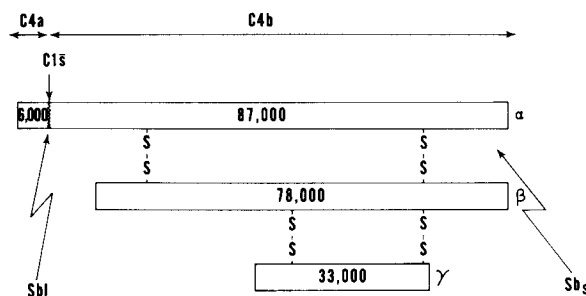 C4a C4b
C1s̄
6,000 87,000 α
S S
S S
78,000 β
S S
S S
33,000 γ
Sbl Sbs